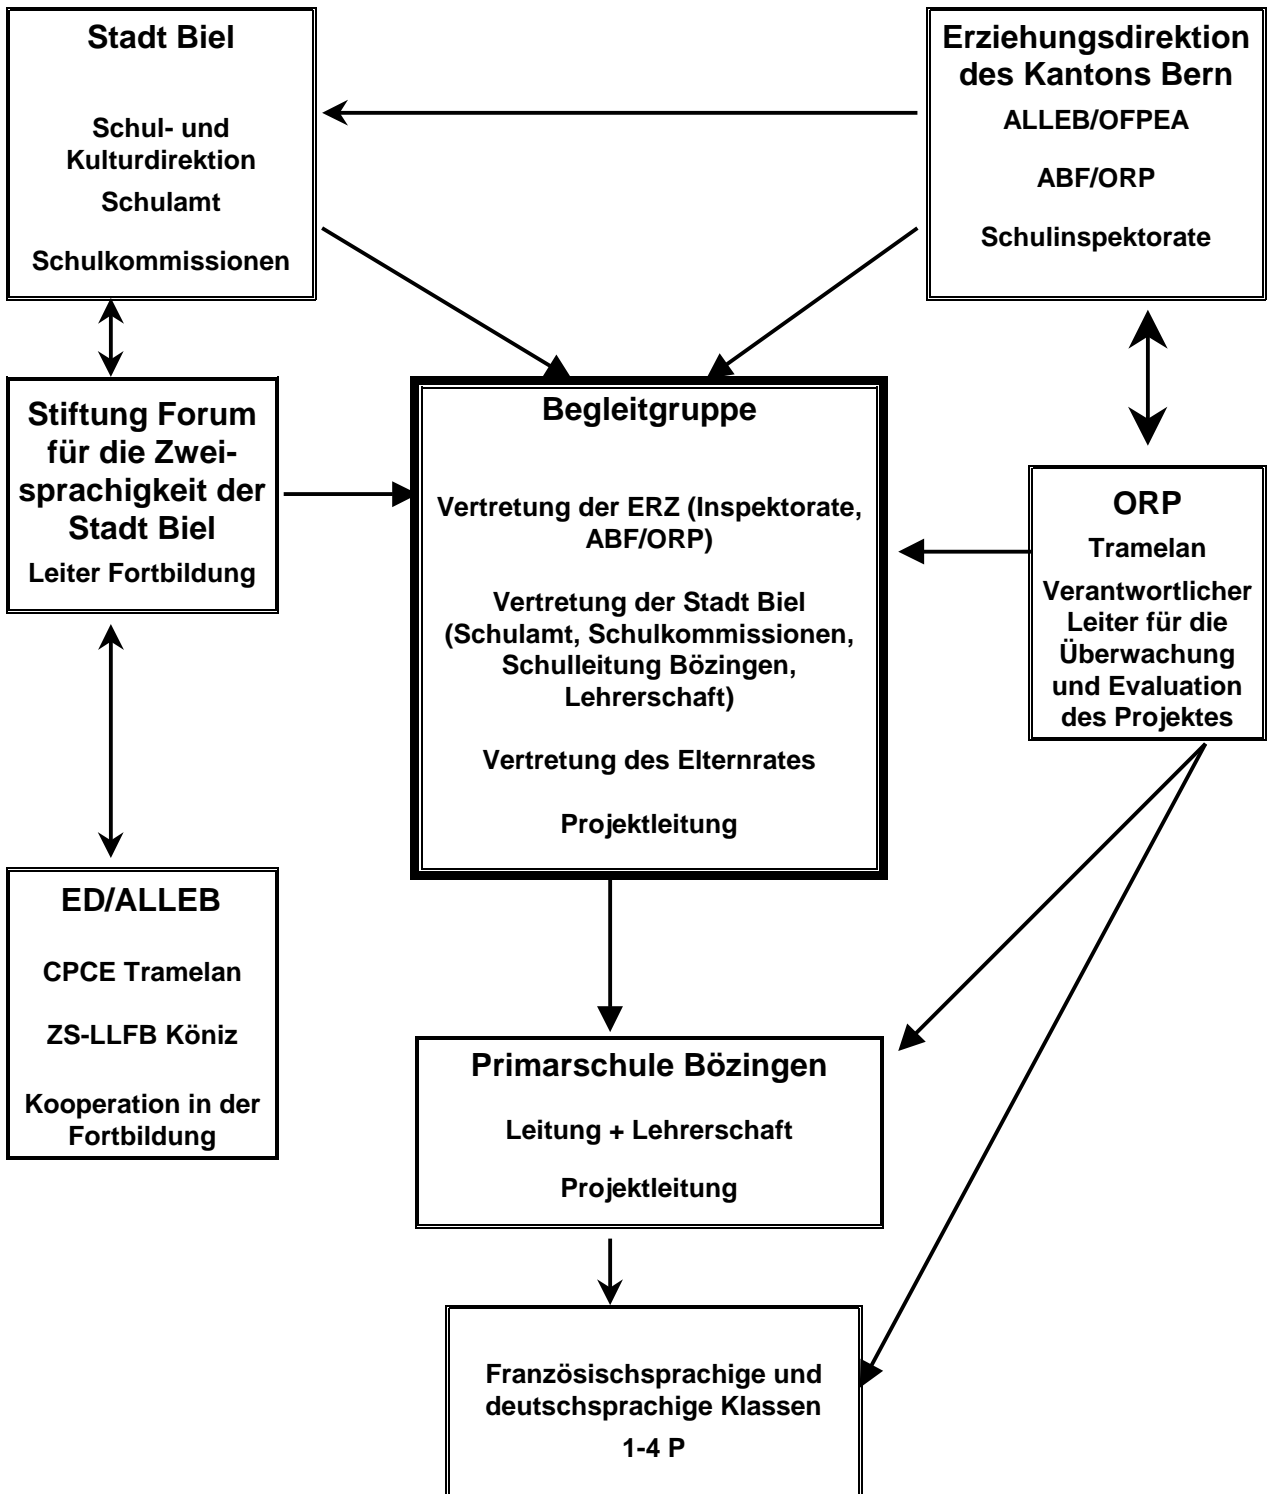 Stadt Biel
Schul- und
Kulturdirektion
Schulamt
Schulkommissionen
Erziehungsdirektion
des Kantons Bern
ALLEB/OFPEA
ABF/ORP
Schulinspektorate
Stiftung Forum
für die Zwei-
sprachigkeit der
Stadt Biel
Leiter Fortbildung
Begleitgruppe
Vertretung der ERZ (Inspektorate,
ABF/ORP)
Vertretung der Stadt Biel
(Schulamt, Schulkommissionen,
Schulleitung Bözingen,
Lehrerschaft)
Vertretung des Elternrates
Projektleitung
ORP
Tramelan
Verantwortlicher
Leiter für die
Überwachung
und Evaluation
des Projektes
ED/ALLEB
CPCE Tramelan
ZS-LLFB Köniz
Kooperation in der
Fortbildung
Primarschule Bözingen
Leitung + Lehrerschaft
Projektleitung
Französischsprachige und
deutschsprachige Klassen
1-4 P